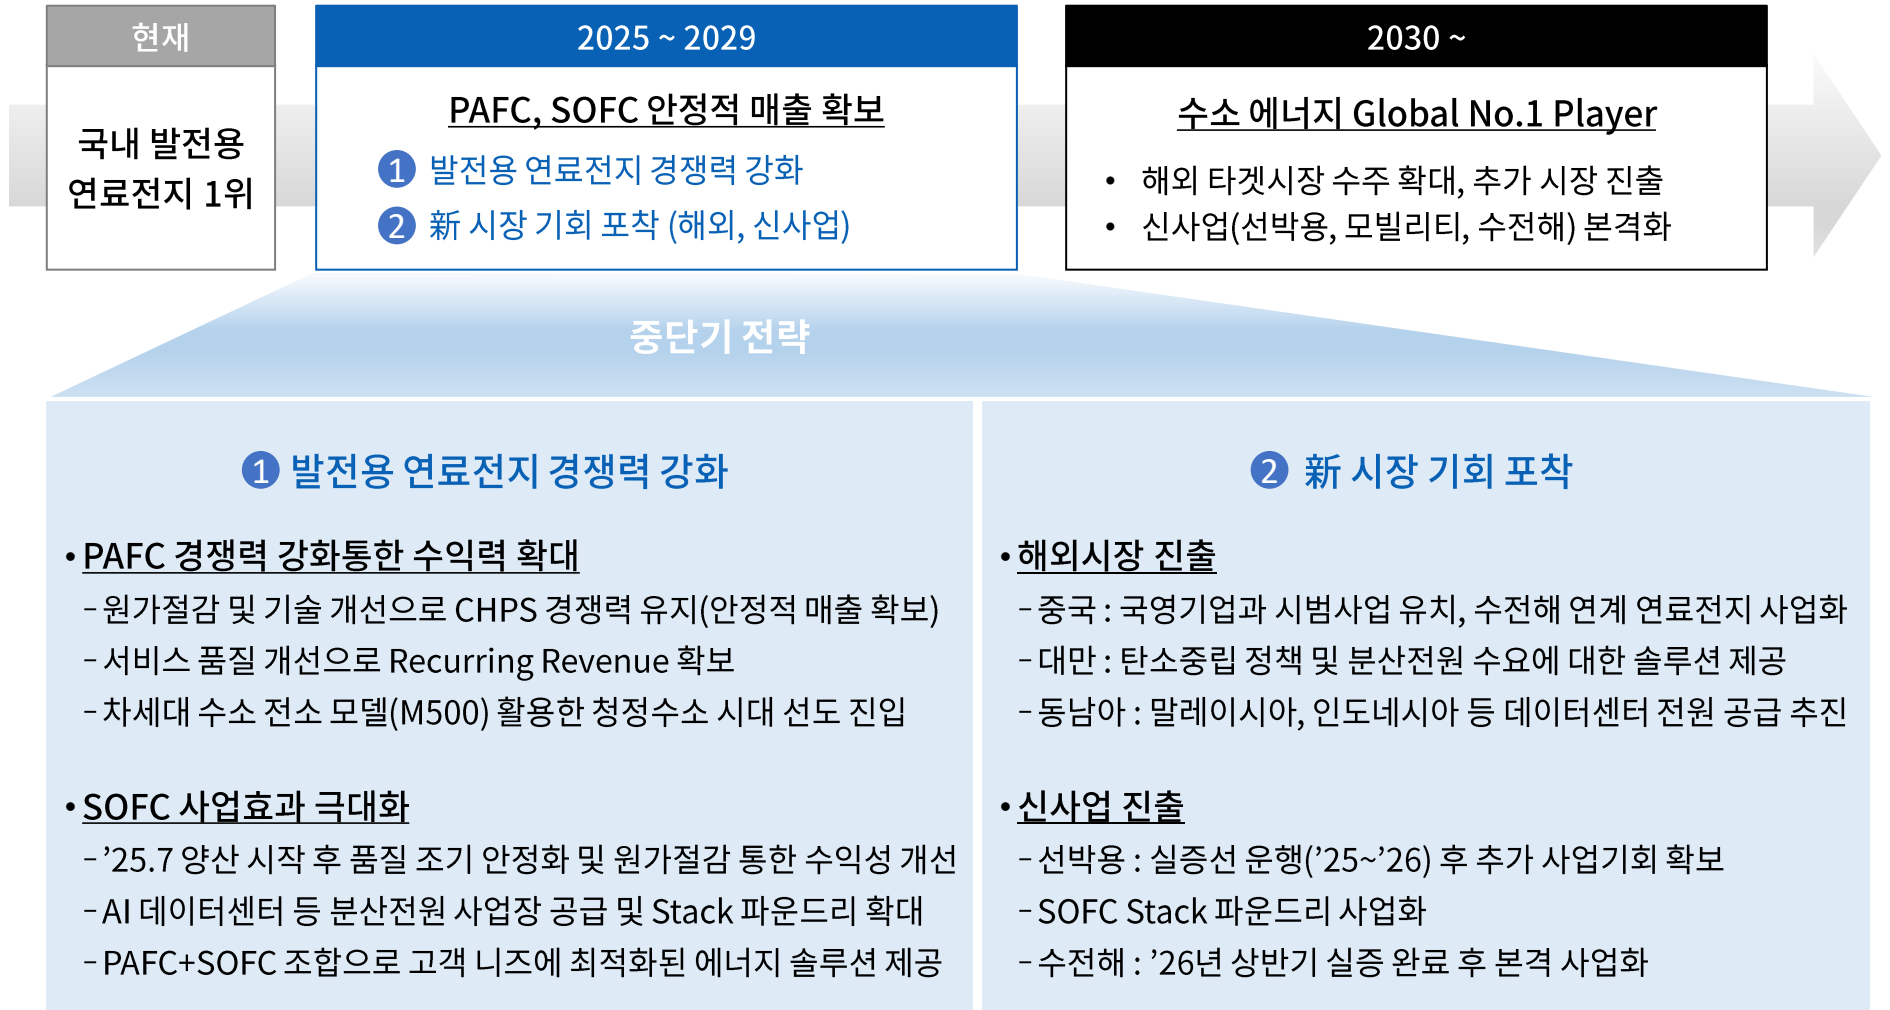 현재
국내 발전용
연료전지 1위
2025 ~ 2029
PAFC, SOFC 안정적 매출 확보
1 발전용 연료전지 경쟁력 강화
2 新 시장 기회 포착 (해외, 신사업)
2030 ~
수소 에너지 Global No.1 Player
• 해외 타겟시장 수주 확대, 추가 시장 진출
• 신사업(선박용, 모빌리티, 수전해) 본격화
중단기 전략
1 발전용 연료전지 경쟁력 강화
• PAFC 경쟁력 강화통한 수익력 확대
– 원가절감 및 기술 개선으로 CHPS 경쟁력 유지(안정적 매출 확보)
– 서비스 품질 개선으로 Recurring Revenue 확보
– 차세대 수소 전소 모델(M500) 활용한 청정수소 시대 선도 진입
• SOFC 사업효과 극대화
– ’25.7 양산 시작 후 품질 조기 안정화 및 원가절감 통한 수익성 개선
– AI 데이터센터 등 분산전원 사업장 공급 및 Stack 파운드리 확대
– PAFC+SOFC 조합으로 고객 니즈에 최적화된 에너지 솔루션 제공
2 新 시장 기회 포착
• 해외시장 진출
– 중국 : 국영기업과 시범사업 유치, 수전해 연계 연료전지 사업화
– 대만 : 탄소중립 정책 및 분산전원 수요에 대한 솔루션 제공
– 동남아 : 말레이시아, 인도네시아 등 데이터센터 전원 공급 추진
• 신사업 진출
– 선박용 : 실증선 운행(’25~’26) 후 추가 사업기회 확보
– SOFC Stack 파운드리 사업화
– 수전해 : ’26년 상반기 실증 완료 후 본격 사업화